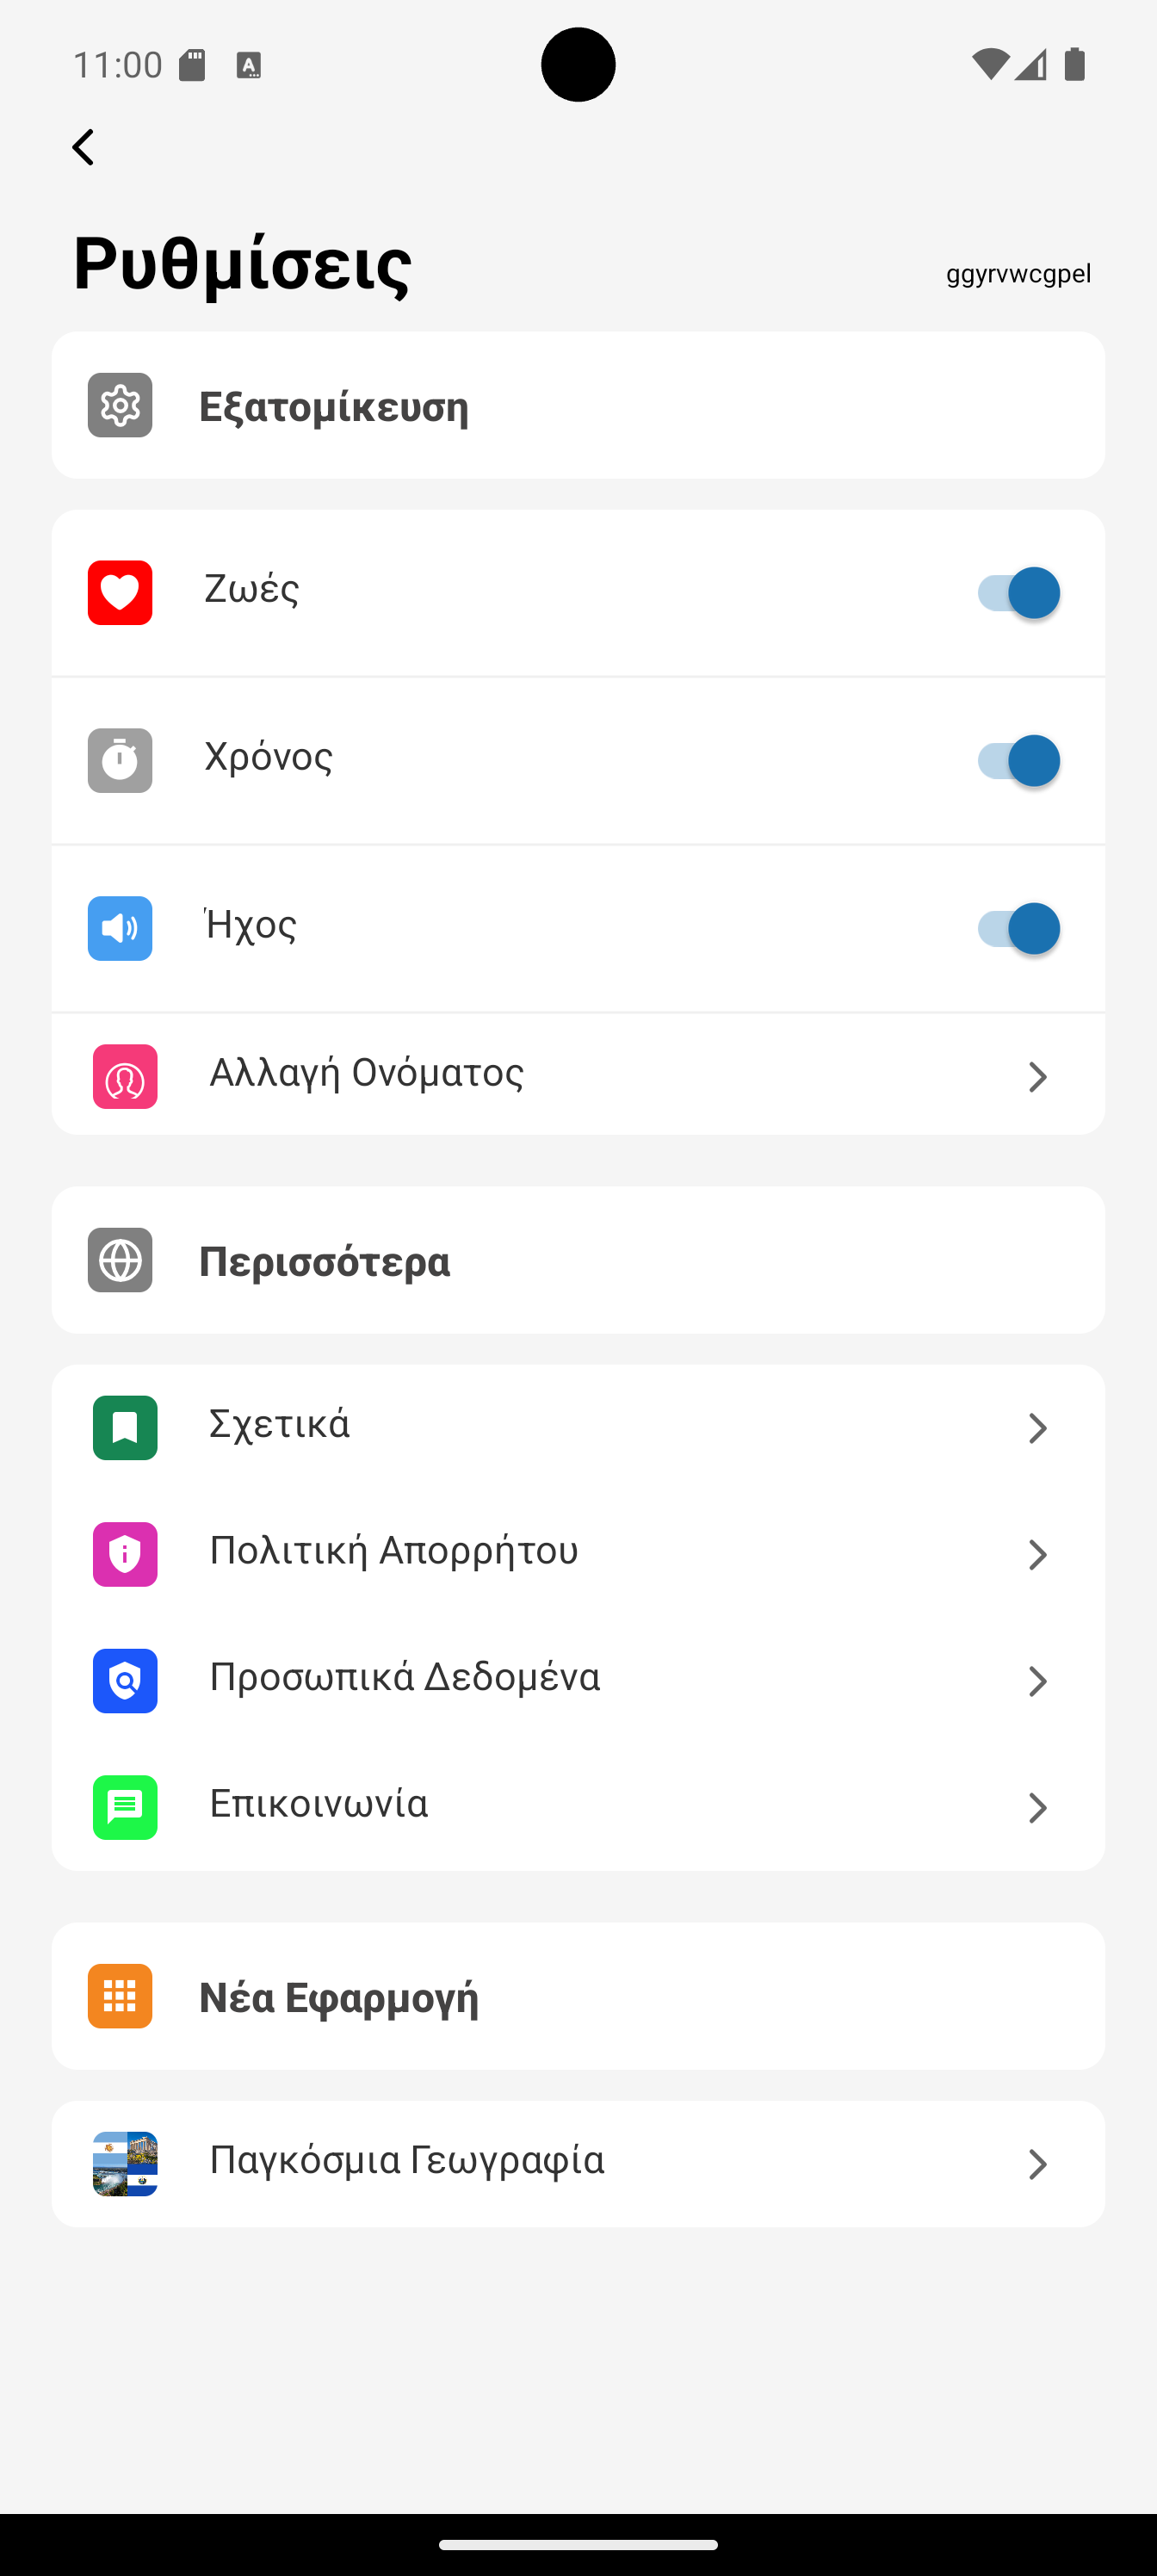 11:00
Ρυθμίσεις
ggyrvwcgpel
Εξατομίκευση
Ζωές
Χρόνος
Ήχος
Αλλαγή Ονόματος
Περισσότερα
Σχετικά
Πολιτική Απορρήτου
Προσωπικά Δεδομένα
Επικοινωνία
Νέα Εφαρμογή
Παγκόσμια Γεωγραφία